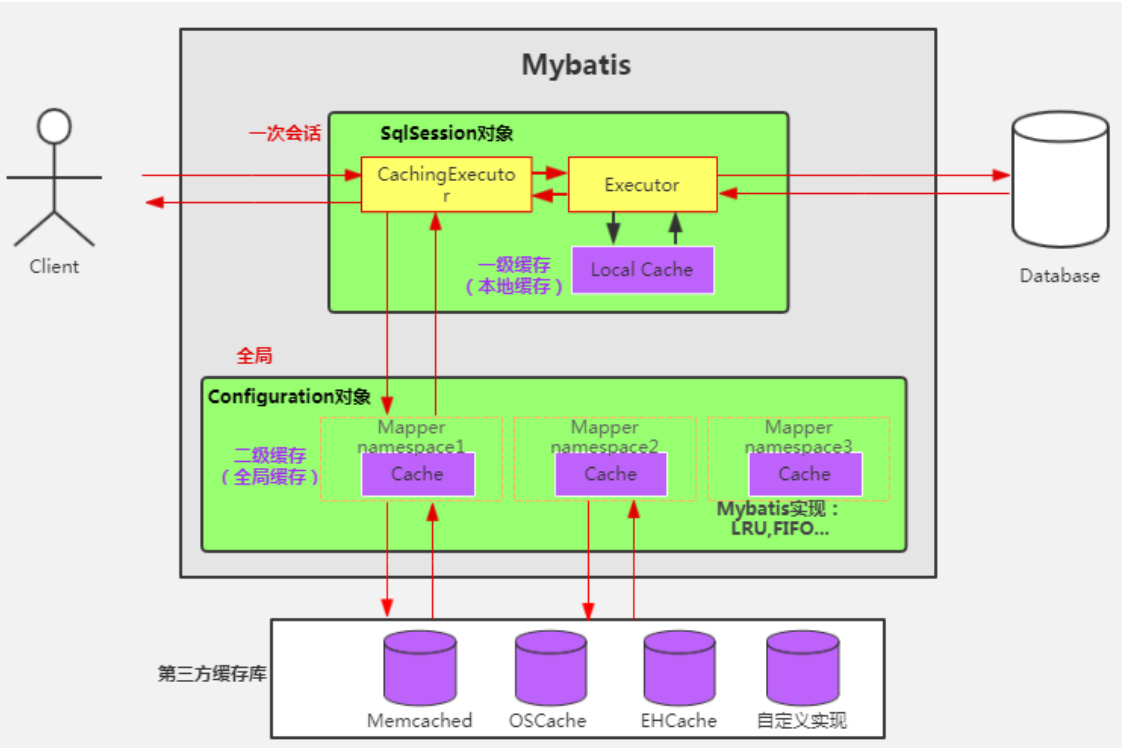 Mybatis
一次会话
SqlSession对象
CachingExecuto
r
Executor
Client
一级缓存
（本地缓存）
Local Cache
Database
全局
Configuration对象
二级缓存
（全局缓存）
Mapper
namespace1
Cache
Mapper
namespace2
Cache
Mapper
namespace3
Cache
Mybatis实现：
LRU,FIFO...
第三方缓存库
Memcached
OSCache
EHCache
自定义实现